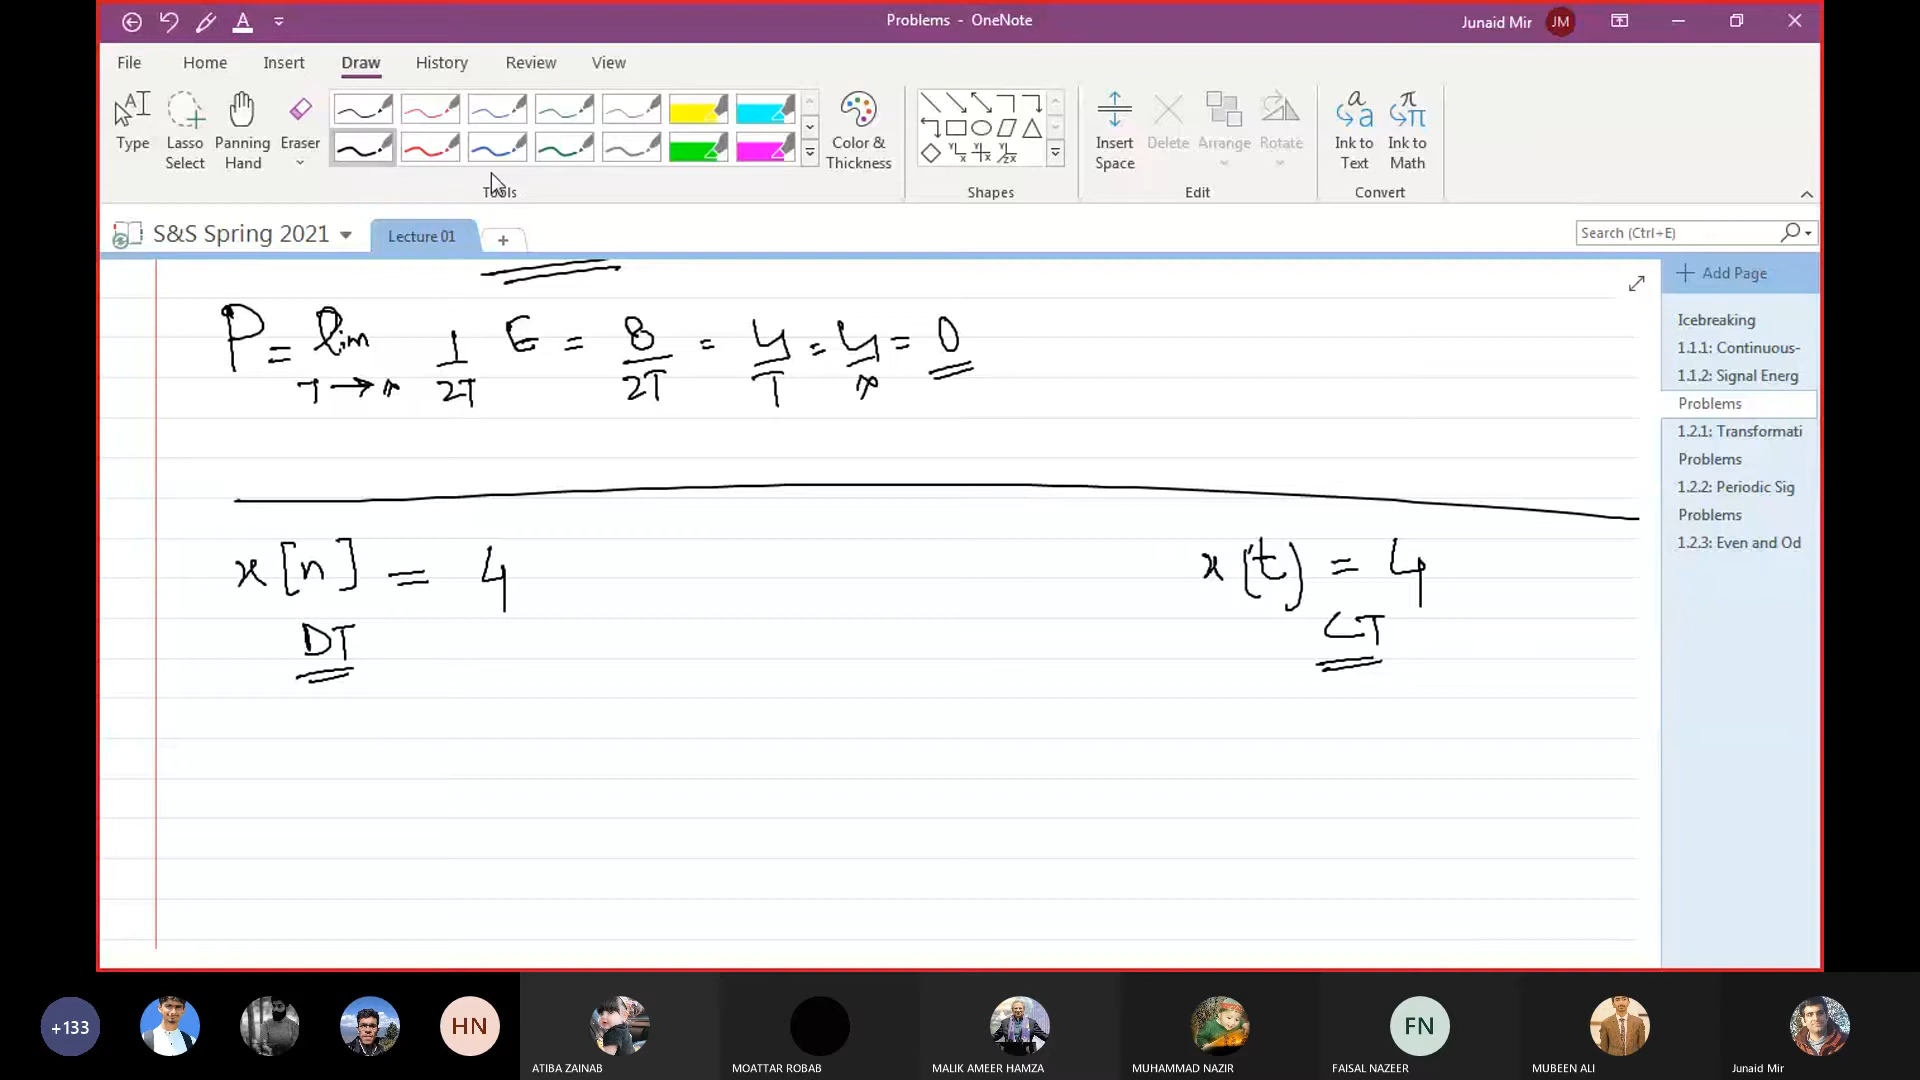 Problems - OneNote
Junaid Mir JM
File Home Insert Draw History Review View
Type
Lasso Select
Panning Hand
Eraser
Color & Thickness
Insert Space
Delete
Arrange
Rotate
Ink to Text
Ink to Math
Tools
Shapes
Edit
Convert
S&S Spring 2021
Lecture 01
Search (Ctrl+E)
Add Page
Icebreaking
1.1.1: Continuous-
1.1.2: Signal Energ
Problems
1.2.1: Transformati
Problems
1.2.2: Periodic Sig
Problems
1.2.3: Even and Od
P = lim T → ∞ 1/2T E = 8/2T = 4/T = 4/∞ = 0
x[n] = 4
DT
x(t) = 4
CT
+133
HN
FN
ATIBA ZAINAB
MOATTAR ROBAB
MALIK AMEER HAMZA
MUHAMMAD NAZIR
FAISAL NAZEER
MUBEEN ALI
Junaid Mir